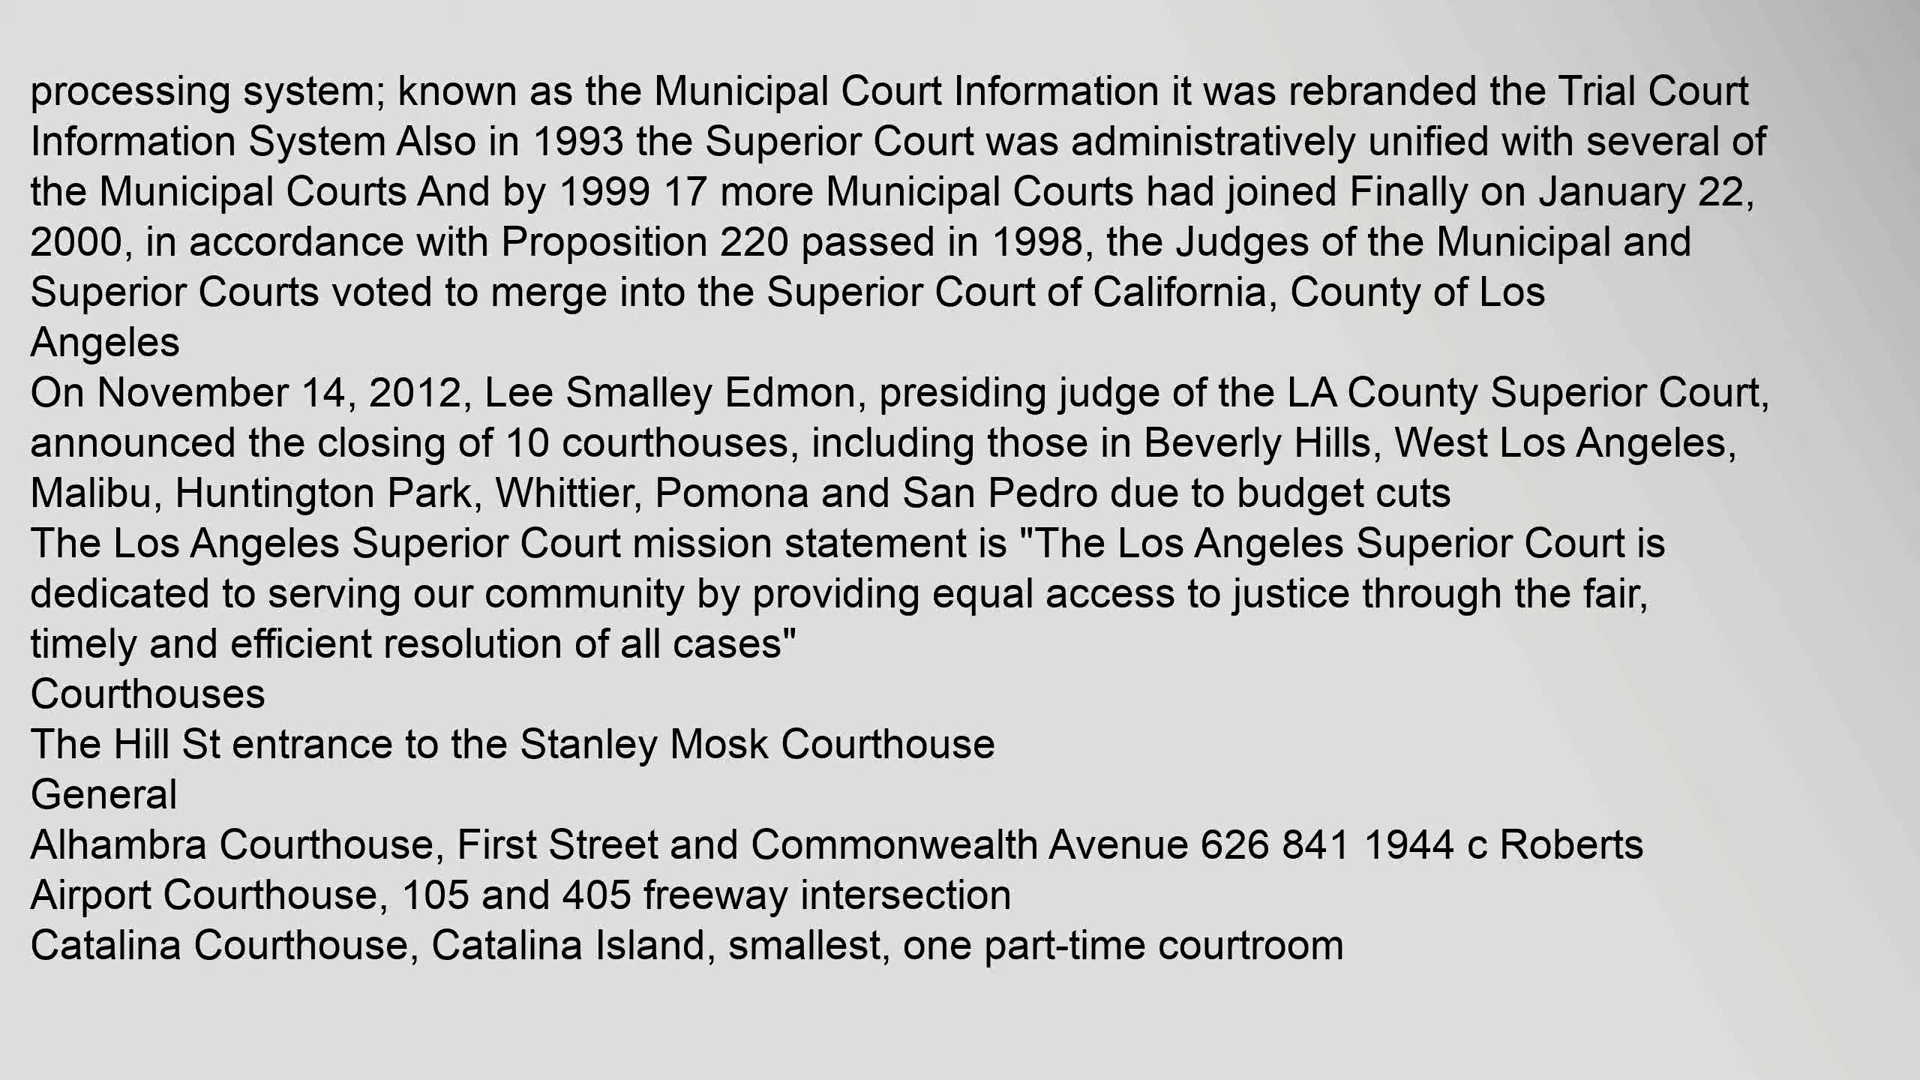 processing system; known as the Municipal Court Information it was rebranded the Trial Court
Information System Also in 1993 the Superior Court was administratively unified with several of
the Municipal Courts And by 1999 17 more Municipal Courts had joined Finally on January 22,
2000, in accordance with Proposition 220 passed in 1998, the Judges of the Municipal and
Superior Courts voted to merge into the Superior Court of California, County of Los
Angeles
On November 14, 2012, Lee Smalley Edmon, presiding judge of the LA County Superior Court,
announced the closing of 10 courthouses, including those in Beverly Hills, West Los Angeles,
Malibu, Huntington Park, Whittier, Pomona and San Pedro due to budget cuts
The Los Angeles Superior Court mission statement is "The Los Angeles Superior Court is
dedicated to serving our community by providing equal access to justice through the fair,
timely and efficient resolution of all cases"
Courthouses
The Hill St entrance to the Stanley Mosk Courthouse
General
Alhambra Courthouse, First Street and Commonwealth Avenue 626 841 1944 c Roberts
Airport Courthouse, 105 and 405 freeway intersection
Catalina Courthouse, Catalina Island, smallest, one part-time courtroom